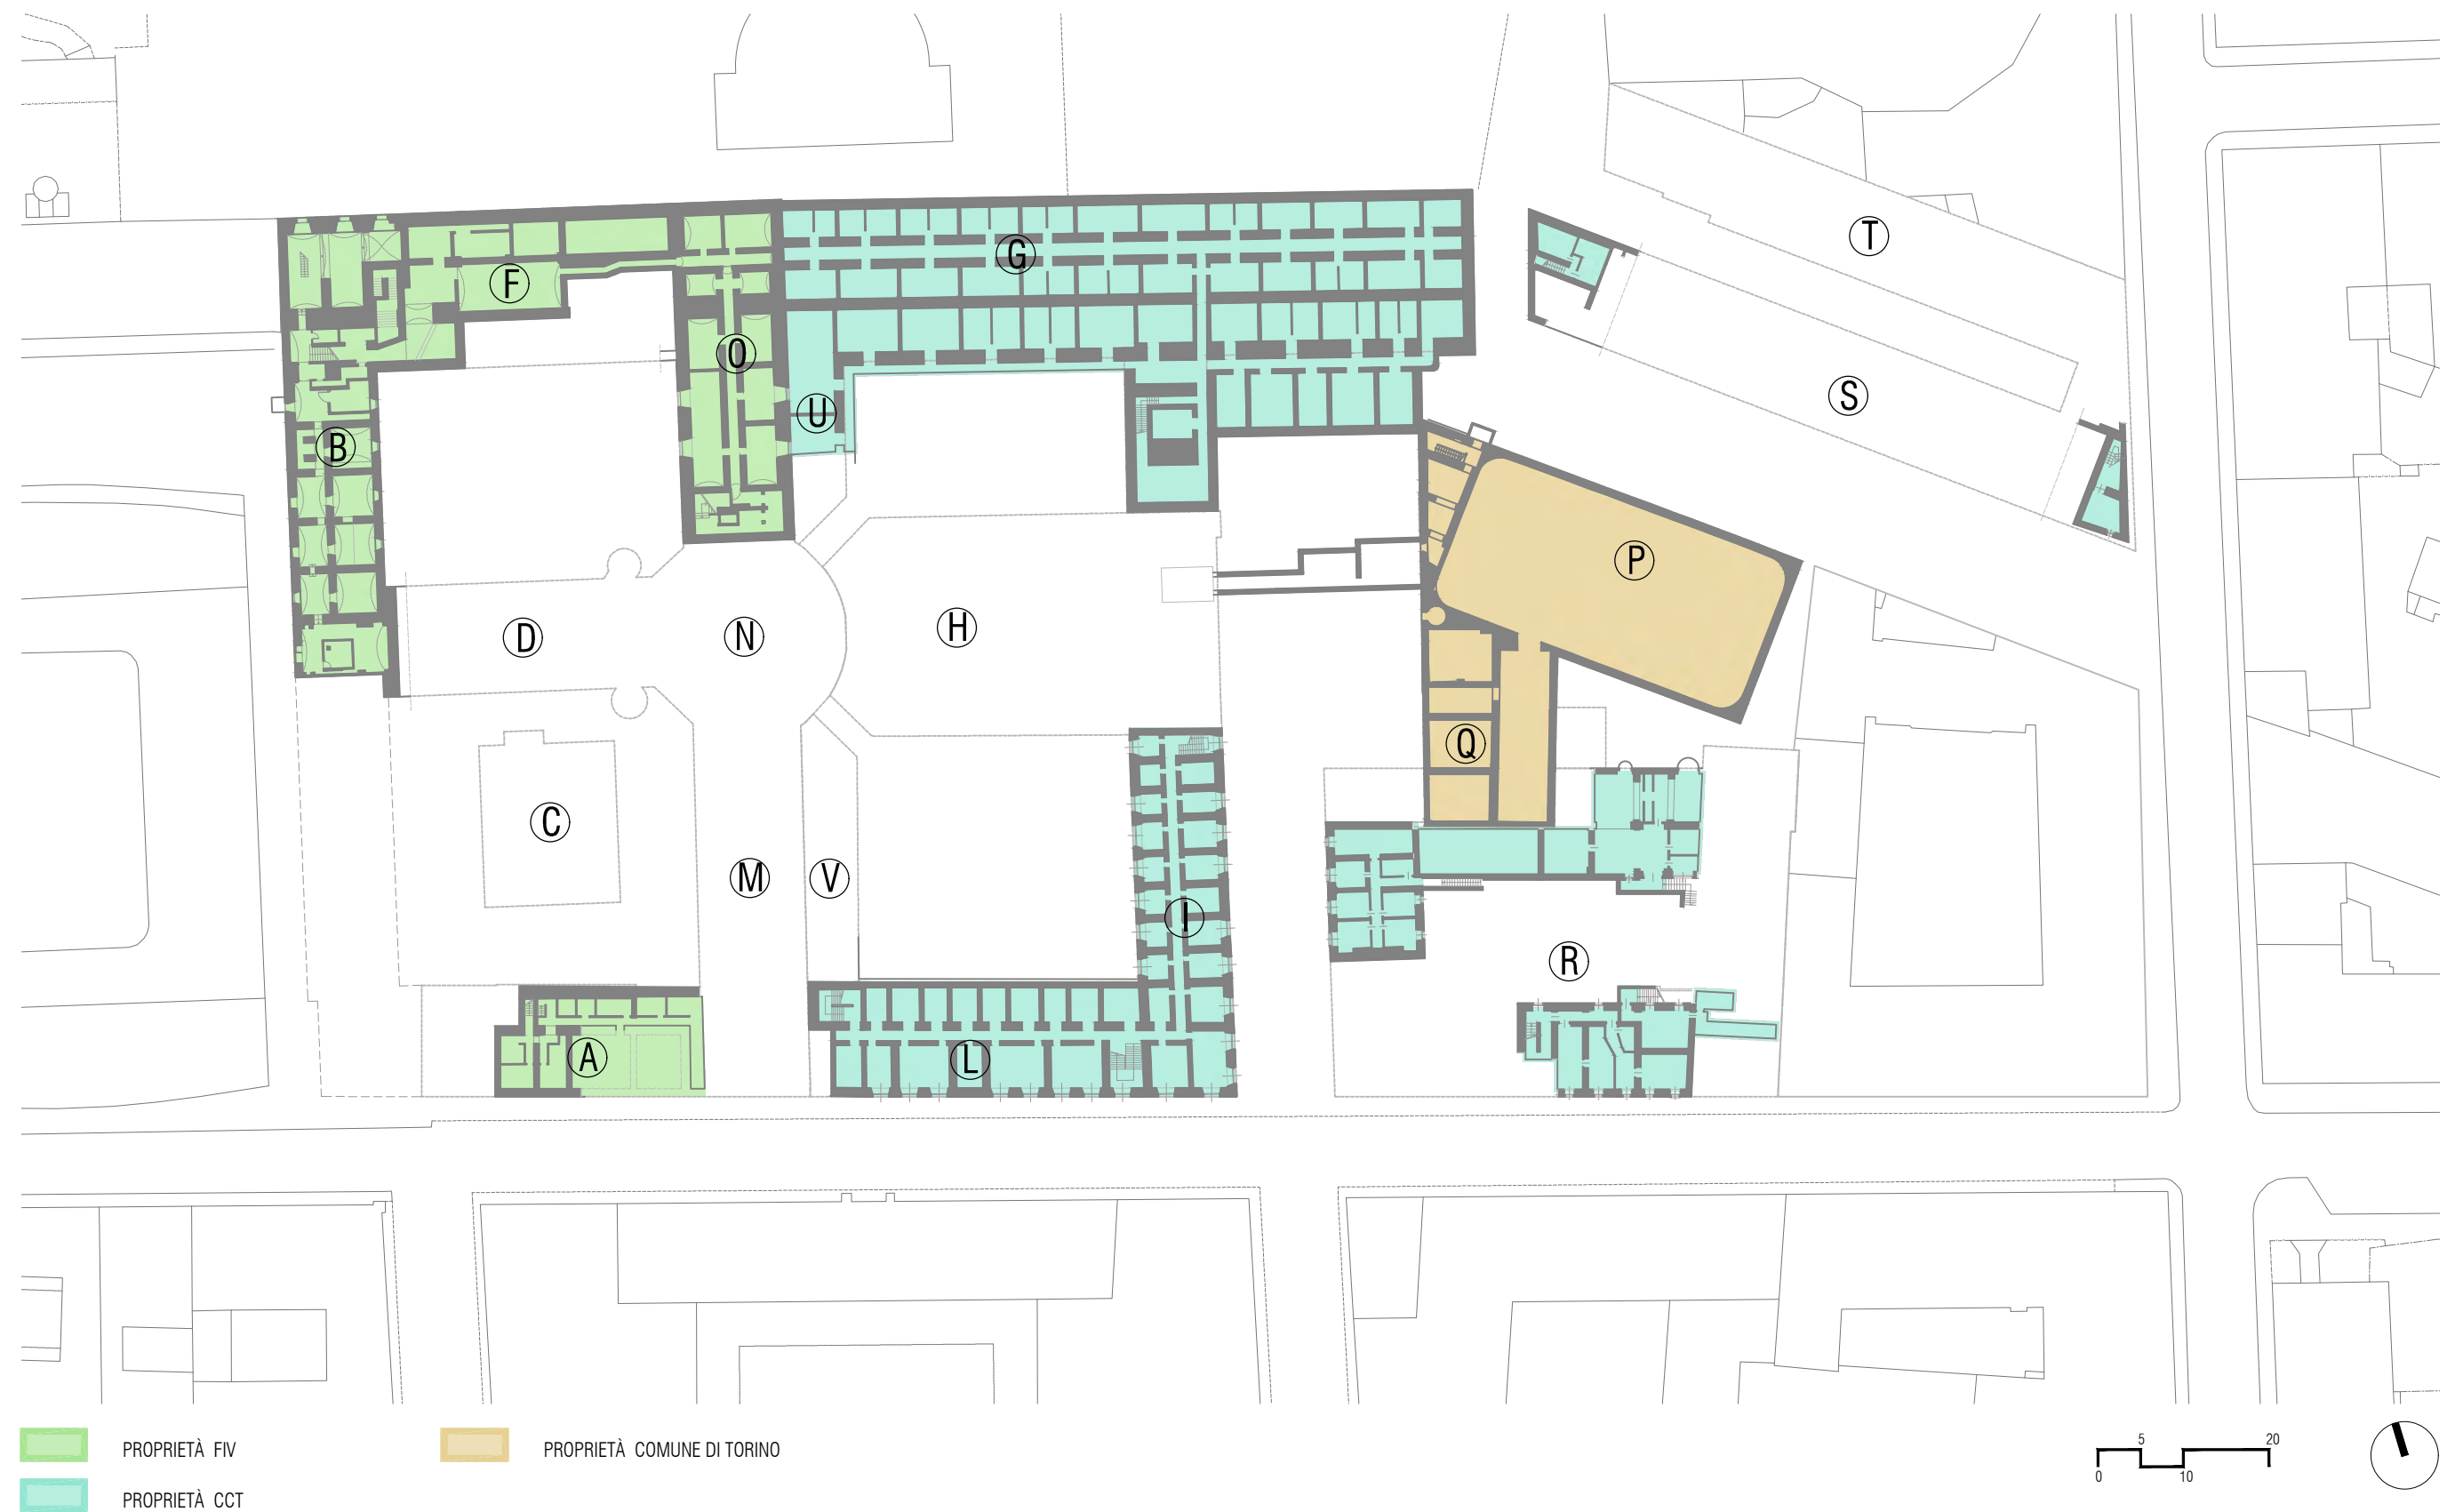 T
G
F
O
S
U
B
P
H
N
D
Q
C
M
V
I
R
L
A
PROPRIETÀ FIV
PROPRIETÀ COMUNE DI TORINO
PROPRIETÀ CCT
5 20
0 10